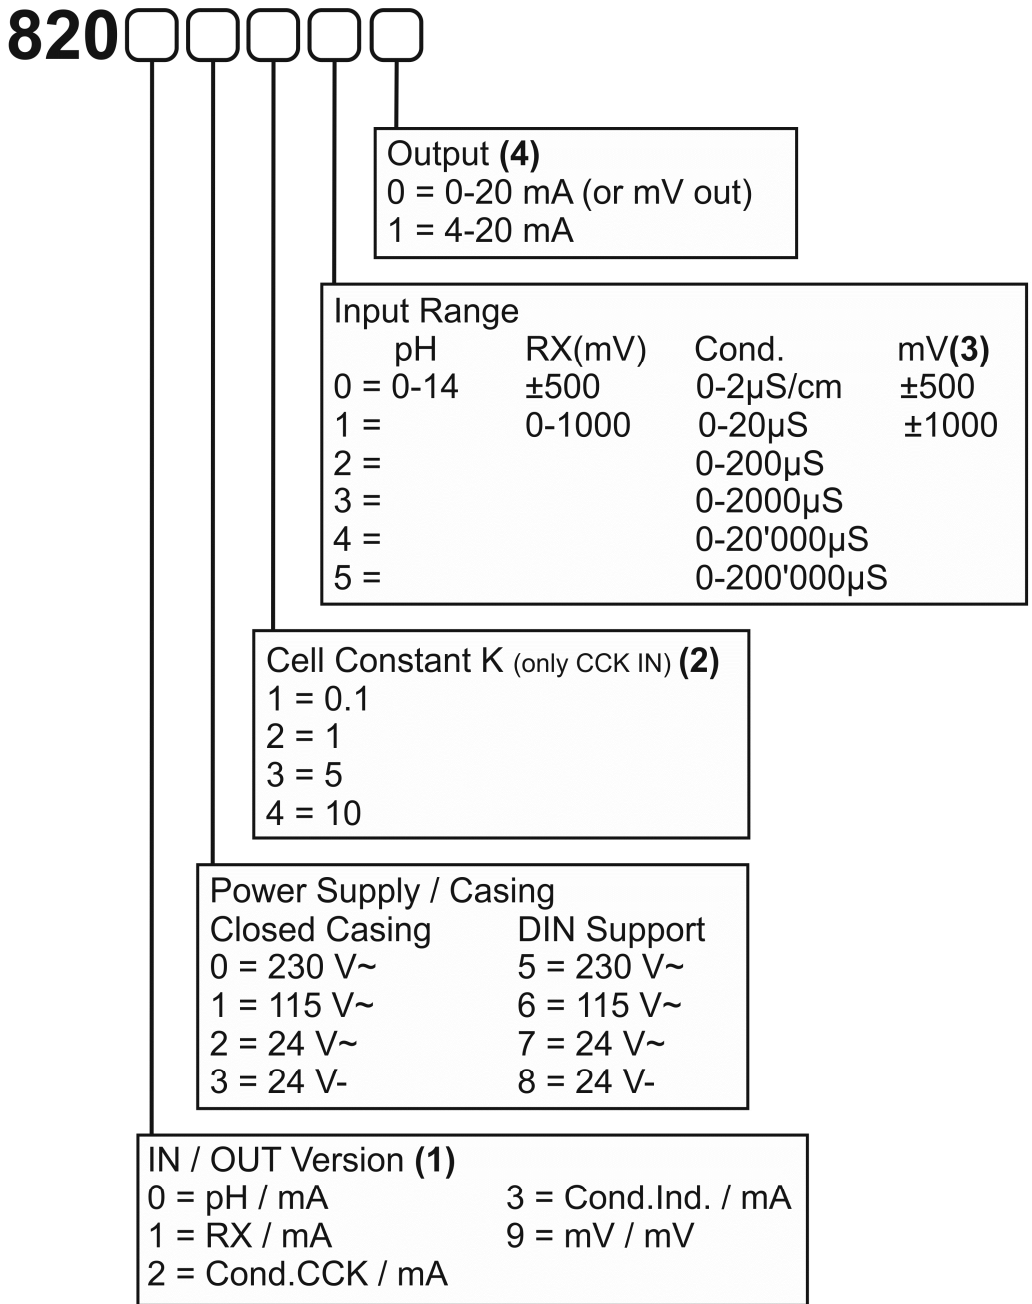 820
Output (4)
0 = 0-20 mA (or mV out)
1 = 4-20 mA
Input Range
pH RX(mV) Cond. mV(3)
0 = 0-14 ±500 0-2µS/cm ±500
1 = 0-1000 0-20µS ±1000
2 = 0-200µS
3 = 0-2000µS
4 = 0-20'000µS
5 = 0-200'000µS
Cell Constant K (only CCK IN) (2)
1 = 0.1
2 = 1
3 = 5
4 = 10
Power Supply / Casing
Closed Casing DIN Support
0 = 230 V~ 5 = 230 V~
1 = 115 V~ 6 = 115 V~
2 = 24 V~ 7 = 24 V~
3 = 24 V- 8 = 24 V-
IN / OUT Version (1)
0 = pH / mA 3 = Cond.Ind. / mA
1 = RX / mA 9 = mV / mV
2 = Cond.CCK / mA